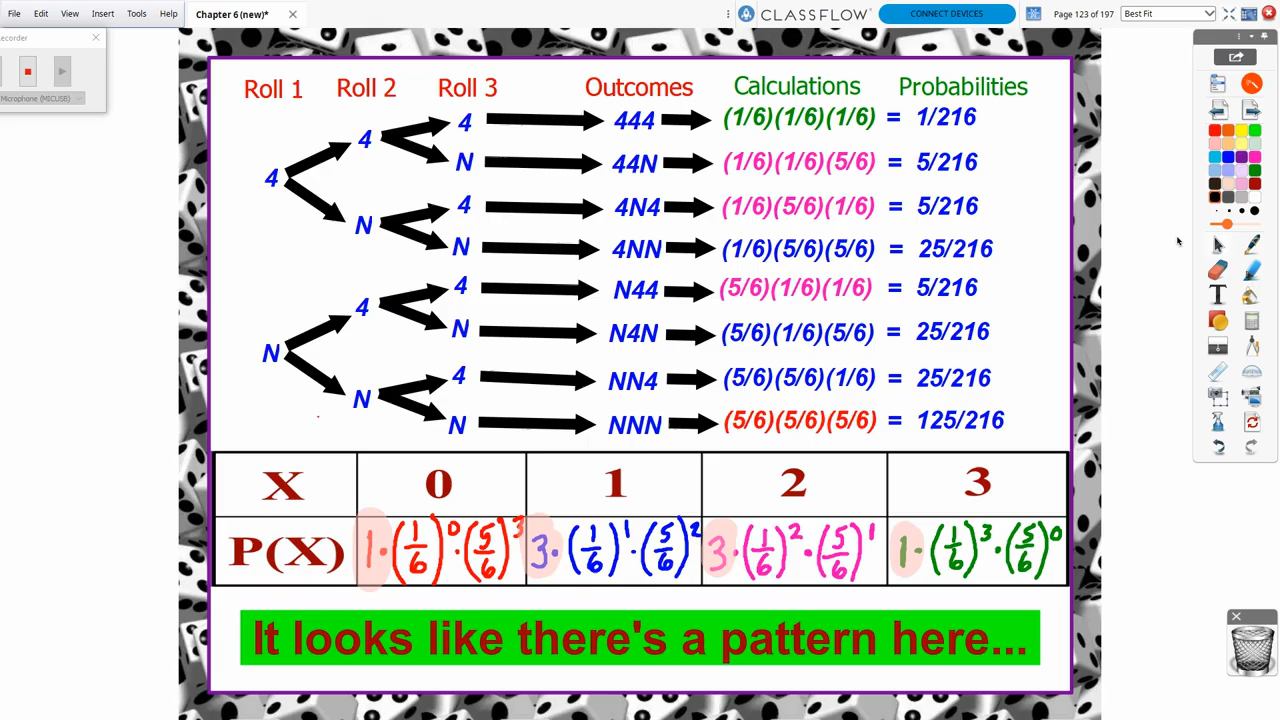 File Edit View Insert Tools Help
Chapter 6 (new)*
CLASSFLOW
CONNECT DEVICES
Page 123 of 197
Best Fit
ecorder
Microphone (MICUSB)
Roll 1 Roll 2 Roll 3 Outcomes Calculations Probabilities
4 4 4 444 (1/6)(1/6)(1/6) = 1/216
N 44N (1/6)(1/6)(5/6) = 5/216
N 4 4N4 (1/6)(5/6)(1/6) = 5/216
N 4NN (1/6)(5/6)(5/6) = 25/216
N 4 4 N44 (5/6)(1/6)(1/6) = 5/216
N N4N (5/6)(1/6)(5/6) = 25/216
N 4 NN4 (5/6)(5/6)(1/6) = 25/216
N NNN (5/6)(5/6)(5/6) = 125/216
X 0 1 2 3
P(X) 1·(1/6)^0·(5/6)^3 3·(1/6)^1·(5/6)^2 3·(1/6)^2·(5/6)^1 1·(1/6)^3·(5/6)^0
It looks like there's a pattern here...